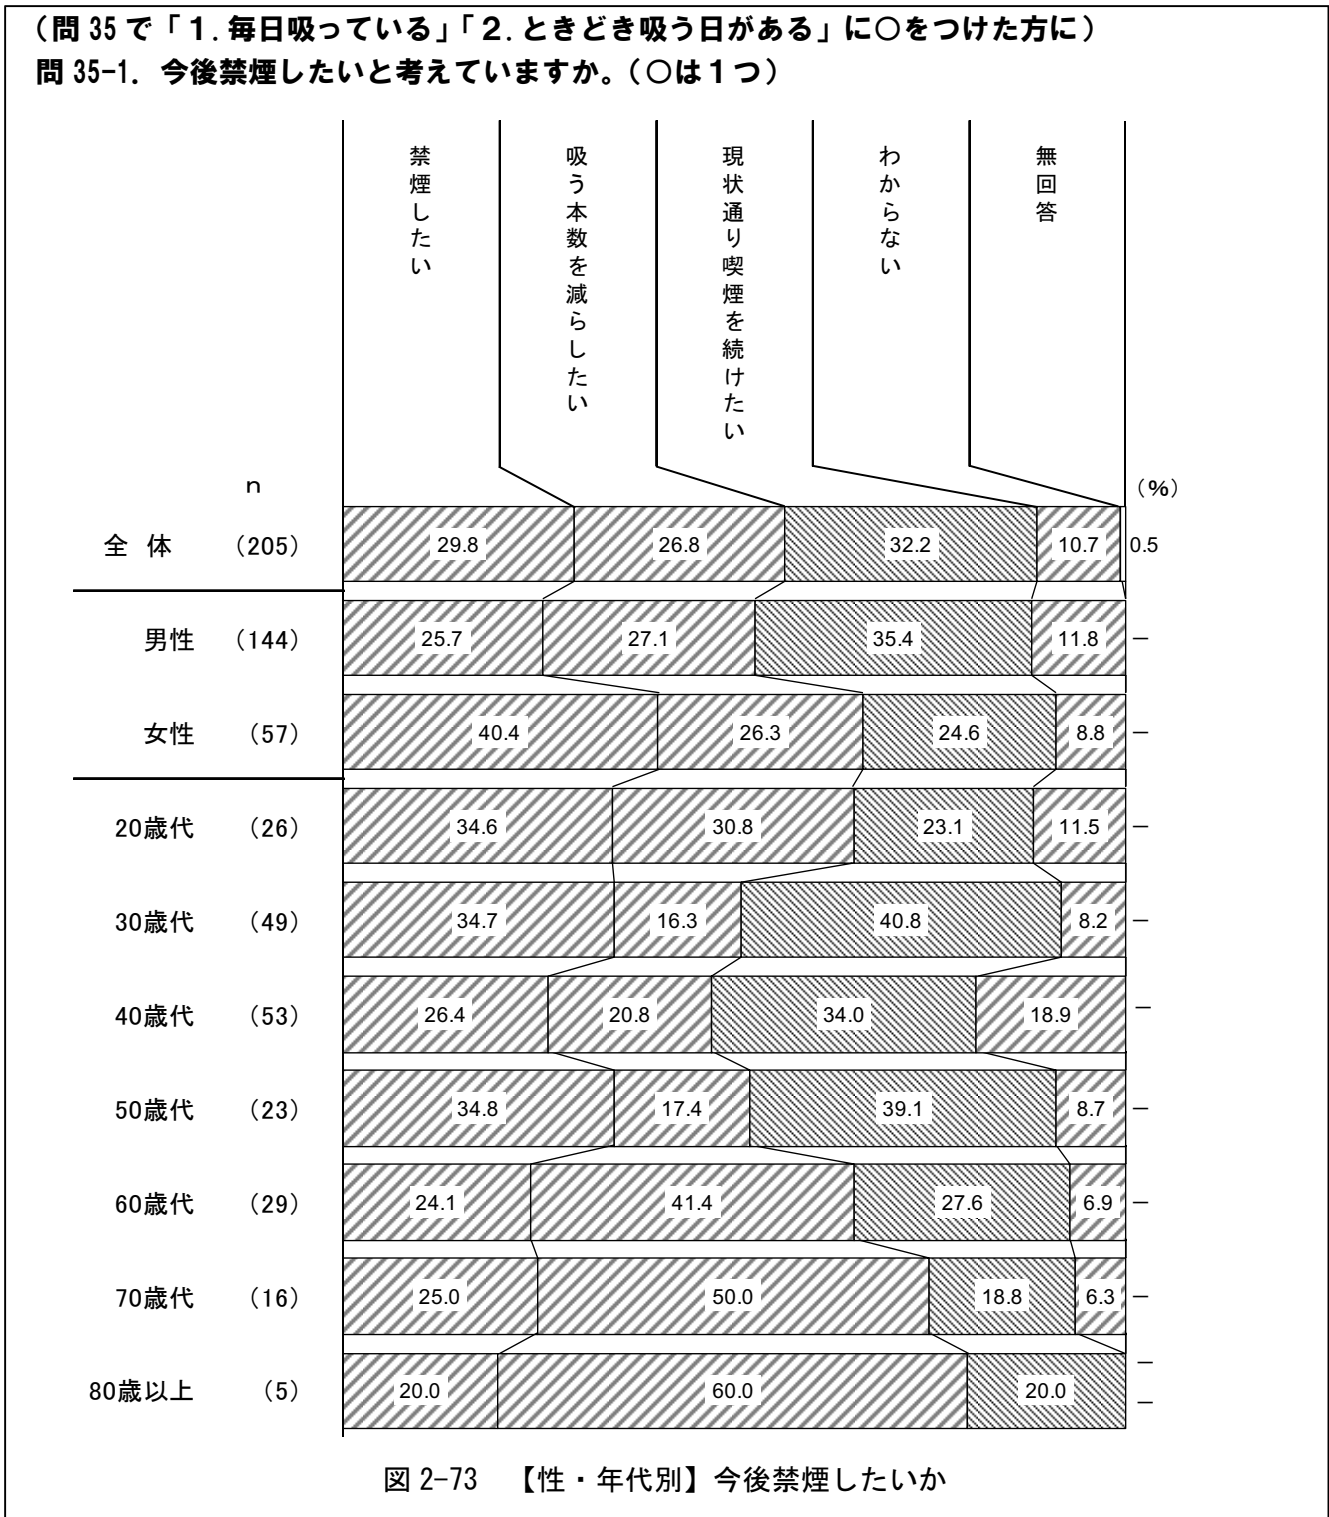 （問 35 で「１. 毎日吸っている」「２. ときどき吸う日がある」に○をつけた方に）
問 35-1. 今後禁煙したいと考えていますか。（○は１つ）
禁煙したい
吸う本数を減らしたい
現状通り喫煙を続けたい
わからない
無回答
ｎ
（%）
全 体 （205） 29.8 26.8 32.2 10.7 0.5
男性 （144） 25.7 27.1 35.4 11.8 －
女性 （57） 40.4 26.3 24.6 8.8 －
20歳代 （26） 34.6 30.8 23.1 11.5 －
30歳代 （49） 34.7 16.3 40.8 8.2 －
40歳代 （53） 26.4 20.8 34.0 18.9 －
50歳代 （23） 34.8 17.4 39.1 8.7 －
60歳代 （29） 24.1 41.4 27.6 6.9 －
70歳代 （16） 25.0 50.0 18.8 6.3 －
80歳以上 （5） 20.0 60.0 20.0 － －
図 2-73 【性・年代別】今後禁煙したいか